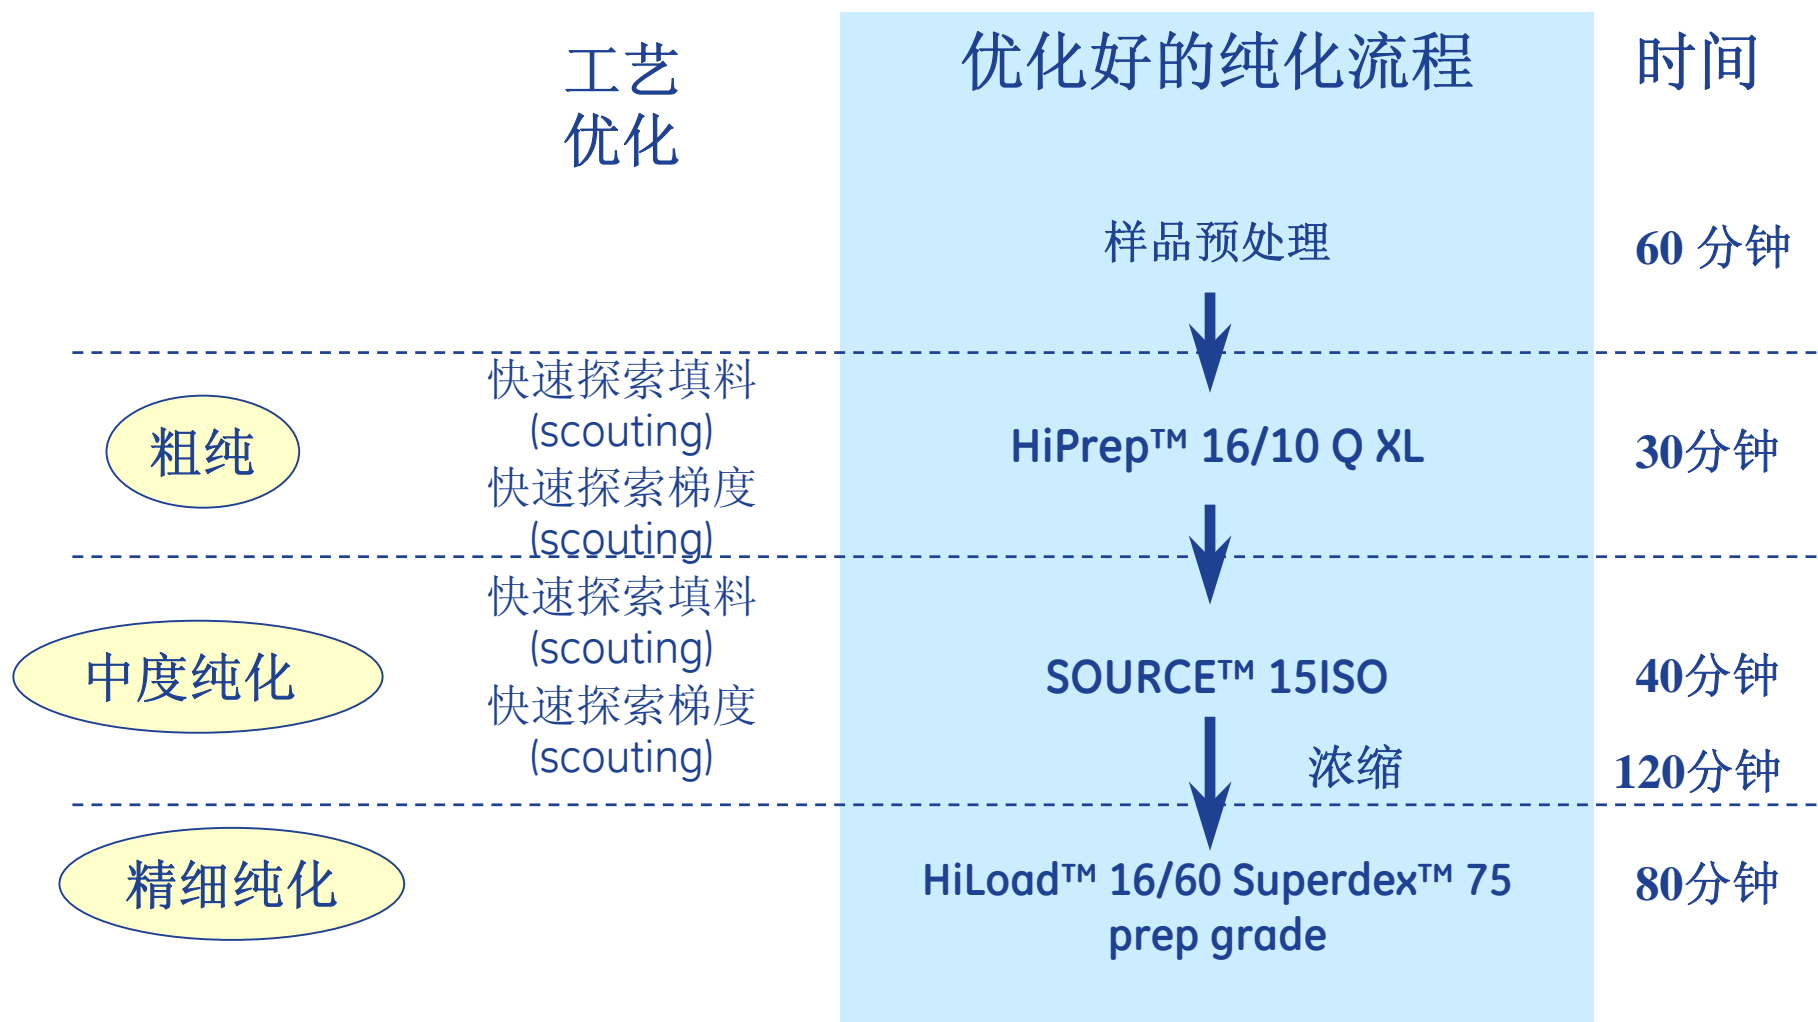 工艺
优化
优化好的纯化流程
时间
样品预处理
60 分钟
粗纯
快速探索填料
(scouting)
快速探索梯度
(scouting)
HiPrep™ 16/10 Q XL
30分钟
中度纯化
快速探索填料
(scouting)
快速探索梯度
(scouting)
SOURCE™ 15ISO
40分钟
浓缩
120分钟
精细纯化
HiLoad™ 16/60 Superdex™ 75
prep grade
80分钟